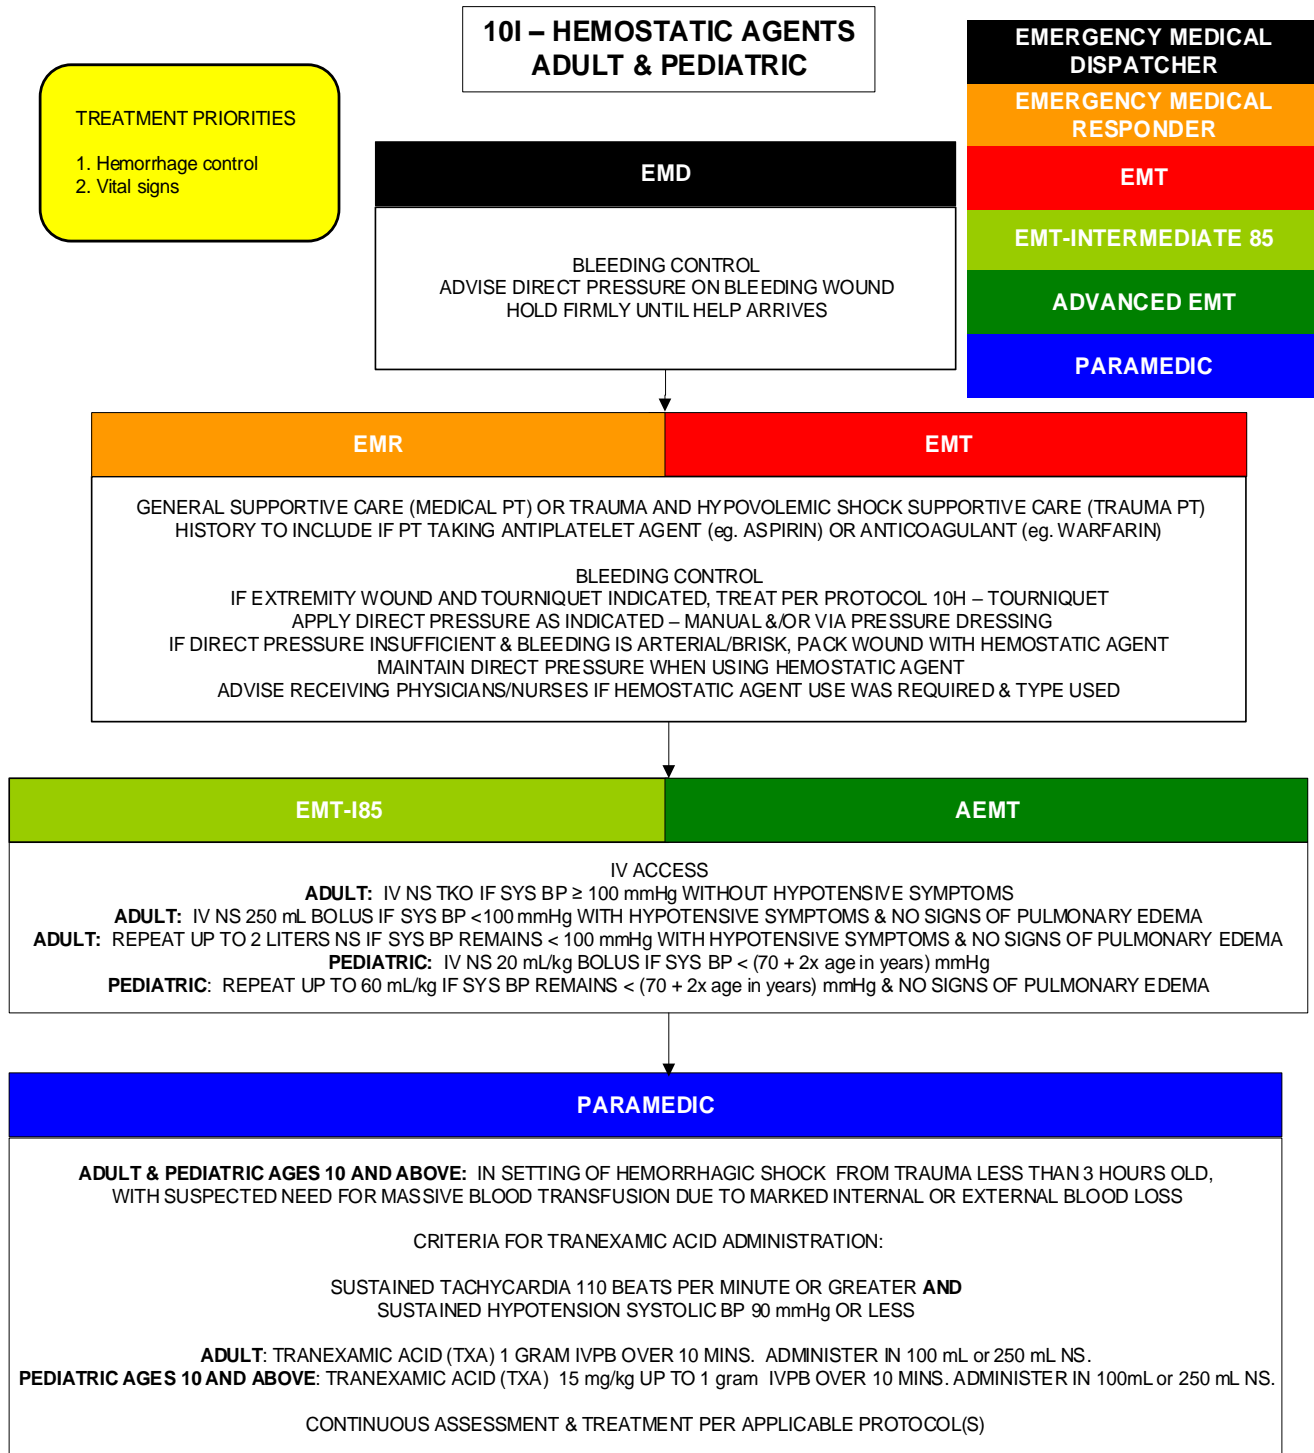 10I – HEMOSTATIC AGENTS
ADULT & PEDIATRIC
EMERGENCY MEDICAL
DISPATCHER
EMERGENCY MEDICAL
RESPONDER
EMT
EMT-INTERMEDIATE 85
ADVANCED EMT
PARAMEDIC
TREATMENT PRIORITIES
1. Hemorrhage control
2. Vital signs
EMD
BLEEDING CONTROL
ADVISE DIRECT PRESSURE ON BLEEDING WOUND
HOLD FIRMLY UNTIL HELP ARRIVES
EMR
EMT
GENERAL SUPPORTIVE CARE (MEDICAL PT) OR TRAUMA AND HYPOVOLEMIC SHOCK SUPPORTIVE CARE (TRAUMA PT)
HISTORY TO INCLUDE IF PT TAKING ANTIPLATELET AGENT (eg. ASPIRIN) OR ANTICOAGULANT (eg. WARFARIN)
BLEEDING CONTROL
IF EXTREMITY WOUND AND TOURNIQUET INDICATED, TREAT PER PROTOCOL 10H – TOURNIQUET
APPLY DIRECT PRESSURE AS INDICATED – MANUAL &/OR VIA PRESSURE DRESSING
IF DIRECT PRESSURE INSUFFICIENT & BLEEDING IS ARTERIAL/BRISK, PACK WOUND WITH HEMOSTATIC AGENT
MAINTAIN DIRECT PRESSURE WHEN USING HEMOSTATIC AGENT
ADVISE RECEIVING PHYSICIANS/NURSES IF HEMOSTATIC AGENT USE WAS REQUIRED & TYPE USED
EMT-I85
AEMT
IV ACCESS
ADULT: IV NS TKO IF SYS BP ≥ 100 mmHg WITHOUT HYPOTENSIVE SYMPTOMS
ADULT: IV NS 250 mL BOLUS IF SYS BP <100 mmHg WITH HYPOTENSIVE SYMPTOMS & NO SIGNS OF PULMONARY EDEMA
ADULT: REPEAT UP TO 2 LITERS NS IF SYS BP REMAINS < 100 mmHg WITH HYPOTENSIVE SYMPTOMS & NO SIGNS OF PULMONARY EDEMA
PEDIATRIC: IV NS 20 mL/kg BOLUS IF SYS BP < (70 + 2x age in years) mmHg
PEDIATRIC: REPEAT UP TO 60 mL/kg IF SYS BP REMAINS < (70 + 2x age in years) mmHg & NO SIGNS OF PULMONARY EDEMA
PARAMEDIC
ADULT & PEDIATRIC AGES 10 AND ABOVE: IN SETTING OF HEMORRHAGIC SHOCK FROM TRAUMA LESS THAN 3 HOURS OLD,
WITH SUSPECTED NEED FOR MASSIVE BLOOD TRANSFUSION DUE TO MARKED INTERNAL OR EXTERNAL BLOOD LOSS
CRITERIA FOR TRANEXAMIC ACID ADMINISTRATION:
SUSTAINED TACHYCARDIA 110 BEATS PER MINUTE OR GREATER AND
SUSTAINED HYPOTENSION SYSTOLIC BP 90 mmHg OR LESS
ADULT: TRANEXAMIC ACID (TXA) 1 GRAM IVPB OVER 10 MINS. ADMINISTER IN 100 mL or 250 mL NS.
PEDIATRIC AGES 10 AND ABOVE: TRANEXAMIC ACID (TXA) 15 mg/kg UP TO 1 gram IVPB OVER 10 MINS. ADMINISTER IN 100mL or 250 mL NS.
CONTINUOUS ASSESSMENT & TREATMENT PER APPLICABLE PROTOCOL(S)